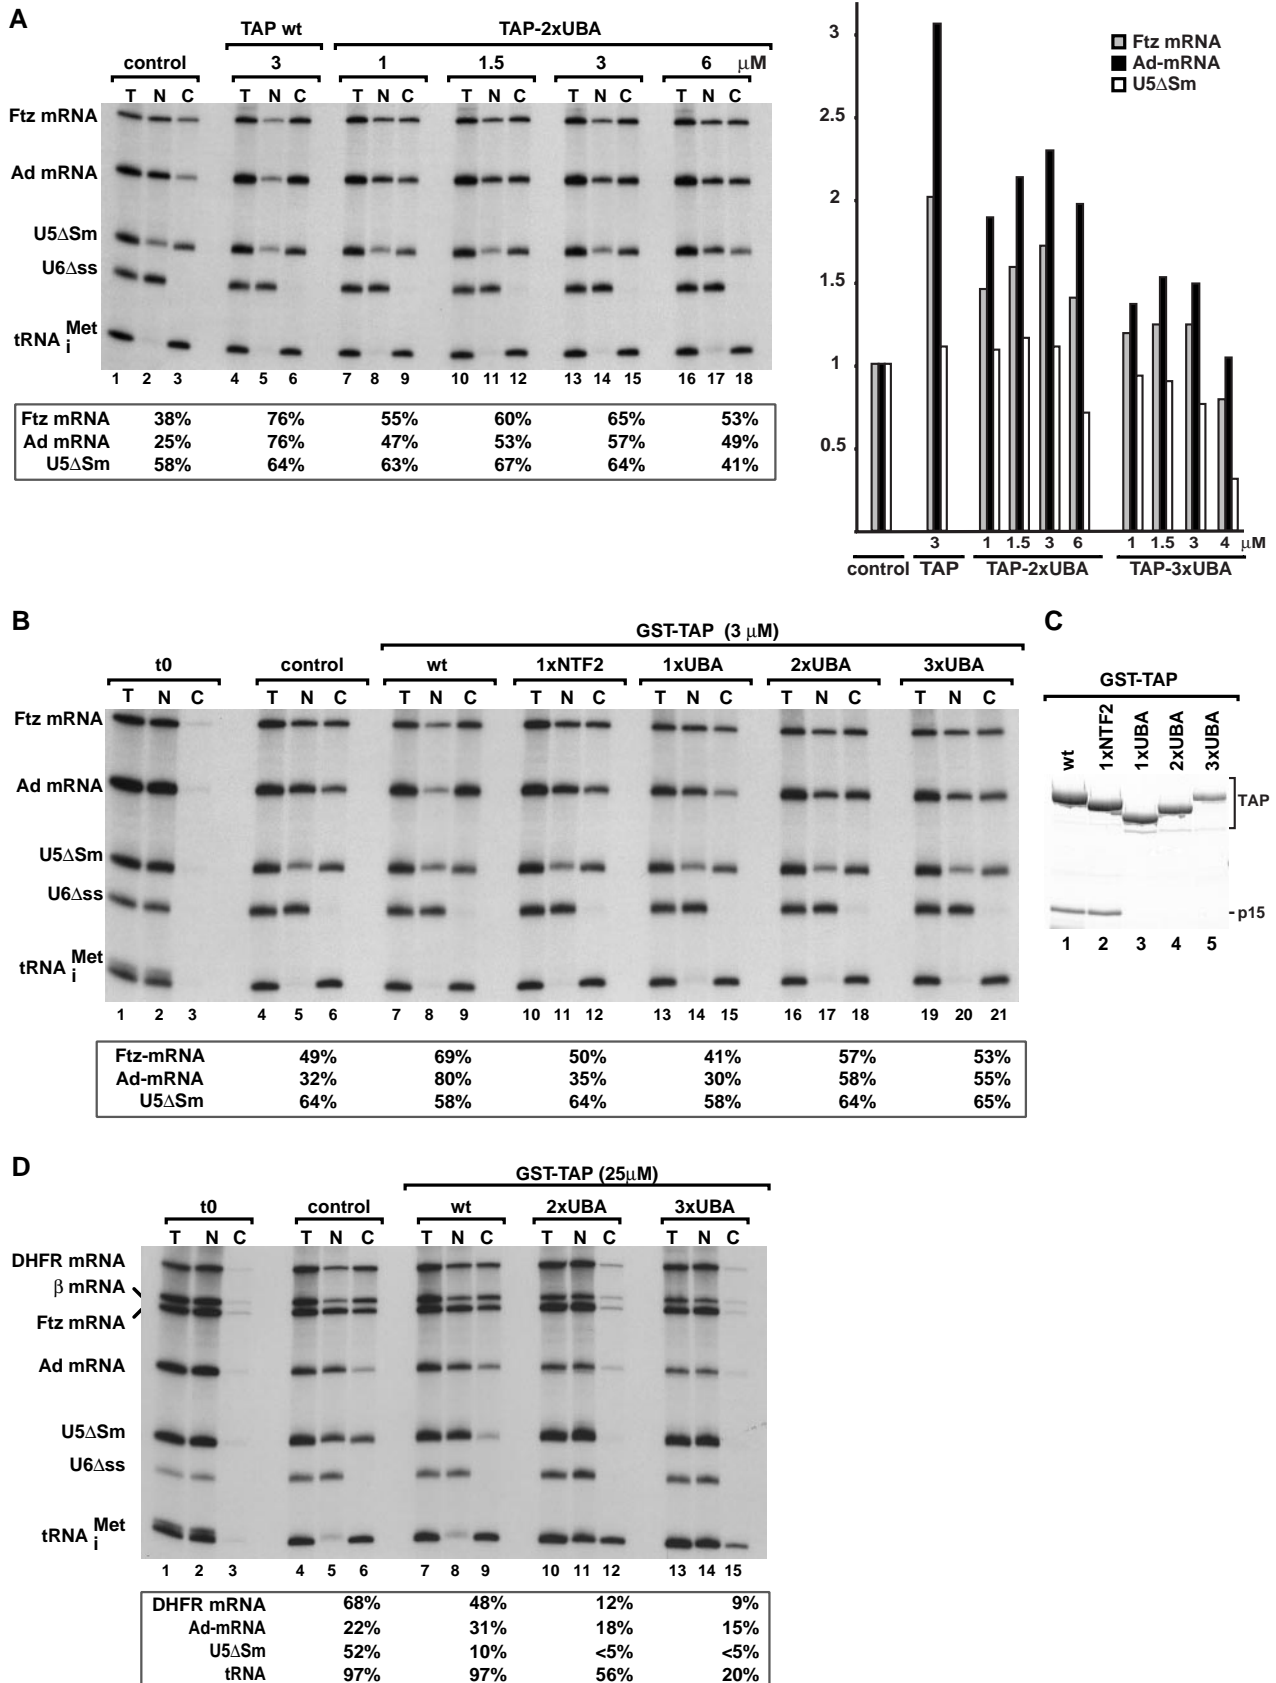 A
TAP wt
TAP-2xUBA
control
3
1
1.5
3
6 μM
T N C T N C T N C T N C T N C T N C
Ftz mRNA
Ad mRNA
U5ΔSm
U6Δss
tRNA i Met
1 2 3 4 5 6 7 8 9 10 11 12 13 14 15 16 17 18
Ftz mRNA 38% 76% 55% 60% 65% 53%
Ad mRNA 25% 76% 47% 53% 57% 49%
U5ΔSm 58% 64% 63% 67% 64% 41%
3
2.5
2
1.5
1
0.5
Ftz mRNA
Ad-mRNA
U5ΔSm
3 1 1.5 3 6 1 1.5 3 4 μM
control TAP TAP-2xUBA TAP-3xUBA
B
GST-TAP (3 μM)
t0 control wt 1xNTF2 1xUBA 2xUBA 3xUBA
T N C T N C T N C T N C T N C T N C T N C
Ftz mRNA
Ad mRNA
U5ΔSm
U6Δss
tRNA i Met
1 2 3 4 5 6 7 8 9 10 11 12 13 14 15 16 17 18 19 20 21
Ftz-mRNA 49% 69% 50% 41% 57% 53%
Ad-mRNA 32% 80% 35% 30% 58% 55%
U5ΔSm 64% 58% 64% 58% 64% 65%
C
GST-TAP
wt 1xNTF2 1xUBA 2xUBA 3xUBA
TAP
-p15
1 2 3 4 5
D
GST-TAP (25μM)
t0 control wt 2xUBA 3xUBA
T N C T N C T N C T N C T N C
DHFR mRNA
β mRNA
Ftz mRNA
Ad mRNA
U5ΔSm
U6Δss
tRNA i Met
1 2 3 4 5 6 7 8 9 10 11 12 13 14 15
DHFR mRNA 68% 48% 12% 9%
Ad-mRNA 22% 31% 18% 15%
U5ΔSm 52% 10% <5% <5%
tRNA 97% 97% 56% 20%